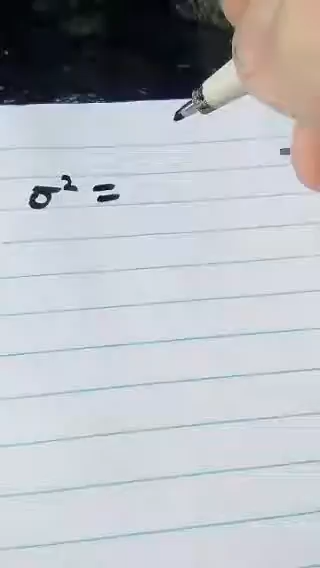 σ² =